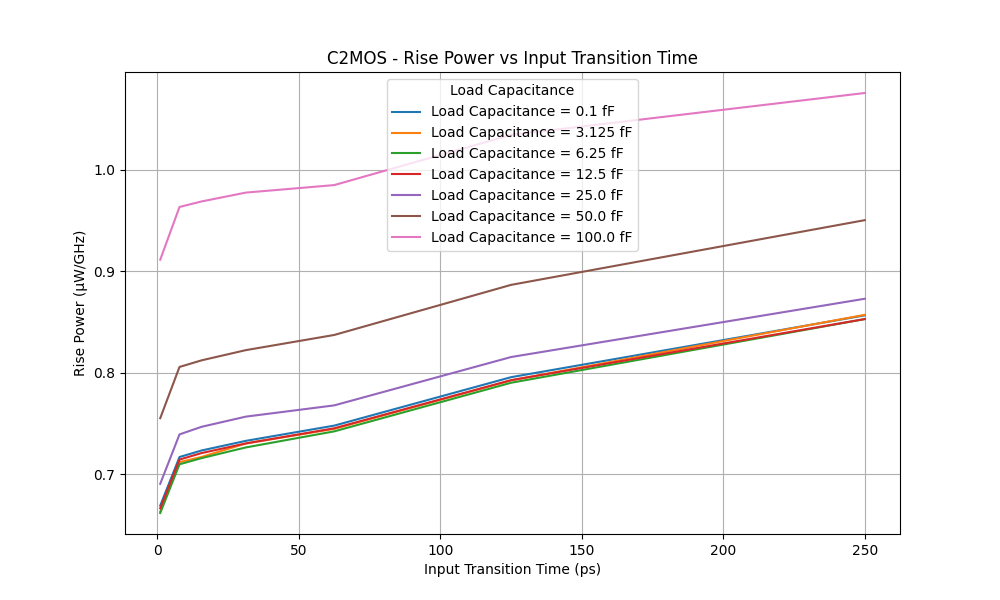 C2MOS - Rise Power vs Input Transition Time
Load Capacitance
Load Capacitance = 0.1 fF
Load Capacitance = 3.125 fF
Load Capacitance = 6.25 fF
Load Capacitance = 12.5 fF
Load Capacitance = 25.0 fF
Load Capacitance = 50.0 fF
Load Capacitance = 100.0 fF
Rise Power (μW/GHz)
1.0
0.9
0.8
0.7
0 50 100 150 200 250
Input Transition Time (ps)